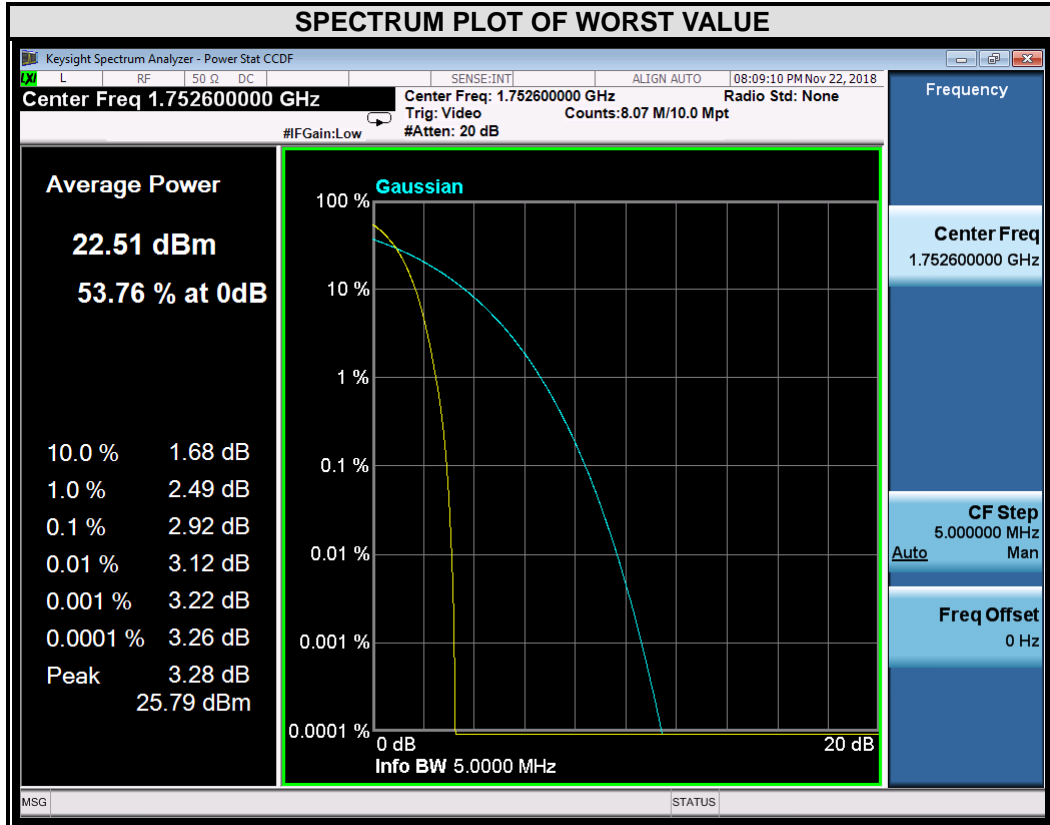 SPECTRUM PLOT OF WORST VALUE
Keysight Spectrum Analyzer - Power Stat CCDF
LXI L RF 50 Ω DC SENSE:INT ALIGN AUTO 08:09:10 PM Nov 22, 2018
Center Freq 1.752600000 GHz
#IFGain:Low
Center Freq: 1.752600000 GHz Radio Std: None
Trig: Video Counts:8.07 M/10.0 Mpt
#Atten: 20 dB
Average Power
22.51 dBm
53.76 % at 0dB
10.0 % 1.68 dB
1.0 % 2.49 dB
0.1 % 2.92 dB
0.01 % 3.12 dB
0.001 % 3.22 dB
0.0001 % 3.26 dB
Peak 3.28 dB
25.79 dBm
Gaussian
100 %
10 %
1 %
0.1 %
0.01 %
0.001 %
0.0001 %
0 dB 20 dB
Info BW 5.0000 MHz
Frequency
Center Freq
1.752600000 GHz
CF Step
5.000000 MHz
Auto Man
Freq Offset
0 Hz
MSG STATUS